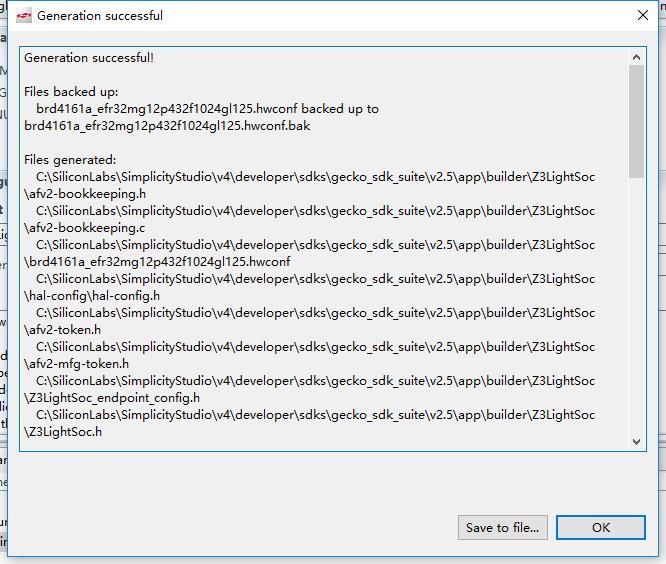 Generation successful
Generation successful!
Files backed up:
brd4161a_efr32mg12p432f1024gl125.hwconf backed up to
brd4161a_efr32mg12p432f1024gl125.hwconf.bak
Files generated:
C:\SiliconLabs\SimplicityStudio\v4\developer\sdks\gecko_sdk_suite\v2.5\app\builder\Z3LightSoc
\afv2-bookkeeping.h
C:\SiliconLabs\SimplicityStudio\v4\developer\sdks\gecko_sdk_suite\v2.5\app\builder\Z3LightSoc
\afv2-bookkeeping.c
C:\SiliconLabs\SimplicityStudio\v4\developer\sdks\gecko_sdk_suite\v2.5\app\builder\Z3LightSoc
\brd4161a_efr32mg12p432f1024gl125.hwconf
C:\SiliconLabs\SimplicityStudio\v4\developer\sdks\gecko_sdk_suite\v2.5\app\builder\Z3LightSoc
\hal-config\hal-config.h
C:\SiliconLabs\SimplicityStudio\v4\developer\sdks\gecko_sdk_suite\v2.5\app\builder\Z3LightSoc
\afv2-token.h
C:\SiliconLabs\SimplicityStudio\v4\developer\sdks\gecko_sdk_suite\v2.5\app\builder\Z3LightSoc
\afv2-mfg-token.h
C:\SiliconLabs\SimplicityStudio\v4\developer\sdks\gecko_sdk_suite\v2.5\app\builder\Z3LightSoc
\Z3LightSoc_endpoint_config.h
C:\SiliconLabs\SimplicityStudio\v4\developer\sdks\gecko_sdk_suite\v2.5\app\builder\Z3LightSoc
\Z3LightSoc.h
Save to file...
OK